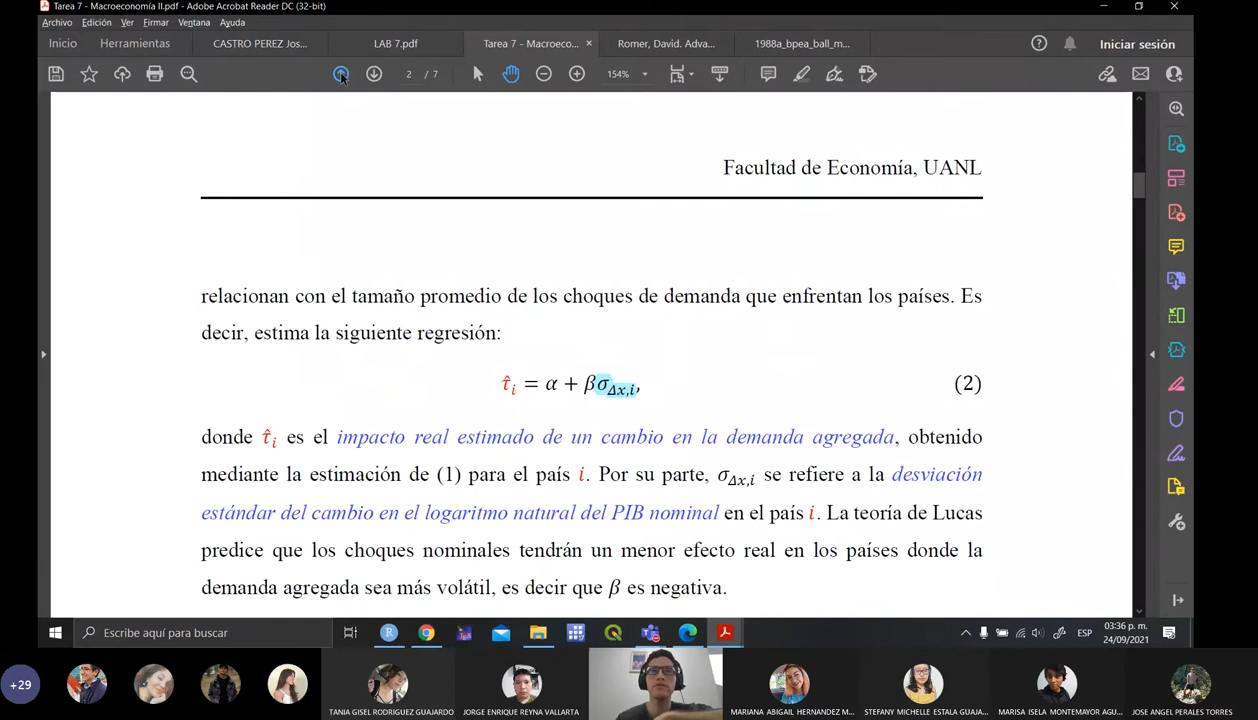 Tarea 7 - Macroeconomía II.pdf - Adobe Acrobat Reader DC (32-bit)
Archivo Edición Ver Firmar Ventana Ayuda
Inicio Herramientas CASTRO PEREZ Jos... LAB 7.pdf Tarea 7 - Macroeco... × Romer, David. Adva... 1988a_bpea_ball_m... Iniciar sesión
2 / 7 154%
Facultad de Economía, UANL
relacionan con el tamaño promedio de los choques de demanda que enfrentan los países. Es
decir, estima la siguiente regresión:
τ̂ᵢ = α + βσ_Δx,i, (2)
donde τ̂ᵢ es el impacto real estimado de un cambio en la demanda agregada, obtenido
mediante la estimación de (1) para el país i. Por su parte, σ_Δx,i se refiere a la desviación
estándar del cambio en el logaritmo natural del PIB nominal en el país i. La teoría de Lucas
predice que los choques nominales tendrán un menor efecto real en los países donde la
demanda agregada sea más volátil, es decir que β es negativa.
Escribe aquí para buscar
ESP
03:36 p. m.
24/09/2021
+29
TANIA GISEL RODRIGUEZ GUAJARDO JORGE ENRIQUE REYNA VALLARTA MARIANA ABIGAIL HERNANDEZ M... STEFANY MICHELLE ESTALA GUAJA... MARISA ISELA MONTEMAYOR AGU... JOSE ANGEL PERALES TORRES